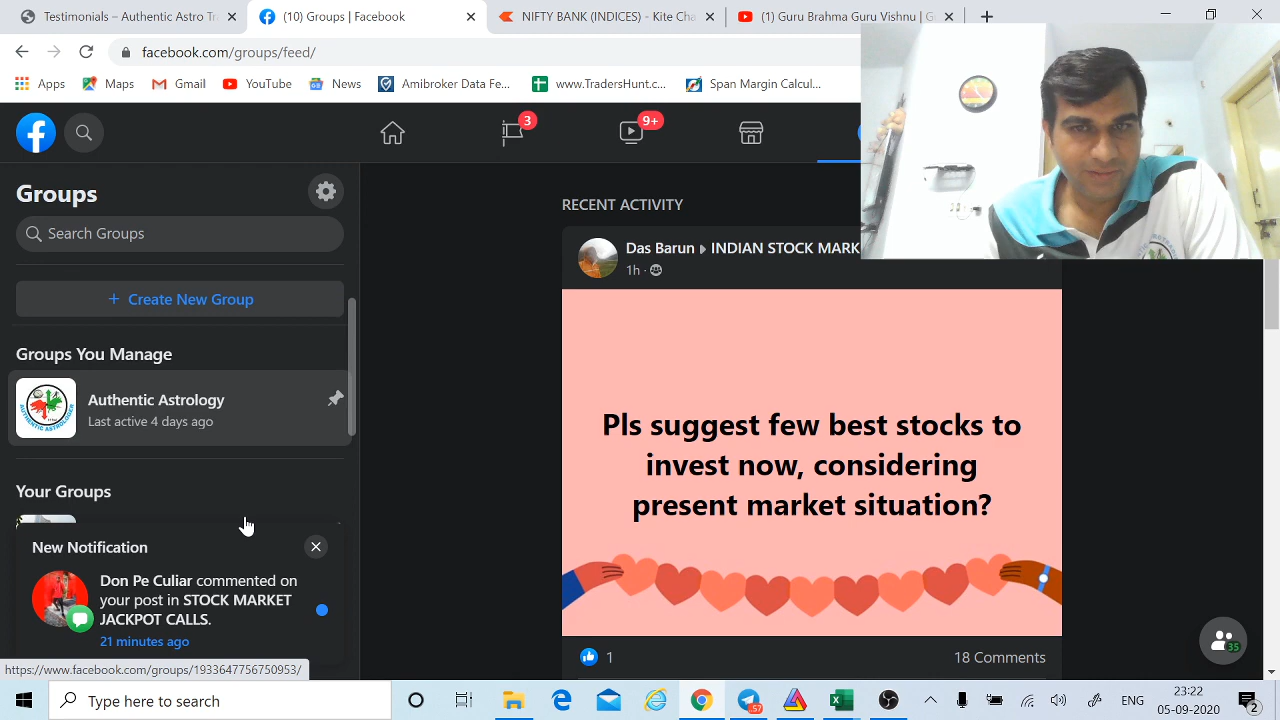 Testimonials – Authentic Astro Tr
(10) Groups | Facebook
NIFTY BANK (INDICES) - Kite Cha
(1) Guru Brahma Guru Vishnu | G
facebook.com/groups/feed/
Apps
Maps
Gmail
YouTube
News
Amibroker Data Fe...
www.TradersHunt.c...
Span Margin Calcul...
3
9+
Groups
Search Groups
+ Create New Group
Groups You Manage
Authentic Astrology
Last active 4 days ago
Your Groups
New Notification
Don Pe Culiar commented on
your post in STOCK MARKET
JACKPOT CALLS.
21 minutes ago
https://www.facebook.com/groups/1933647756750953/
RECENT ACTIVITY
Das Barun ▸ INDIAN STOCK MARK
1h ·
Pls suggest few best stocks to
invest now, considering
present market situation?
1
18 Comments
35
Type here to search
.57
ENG
23:22
05-09-2020
2